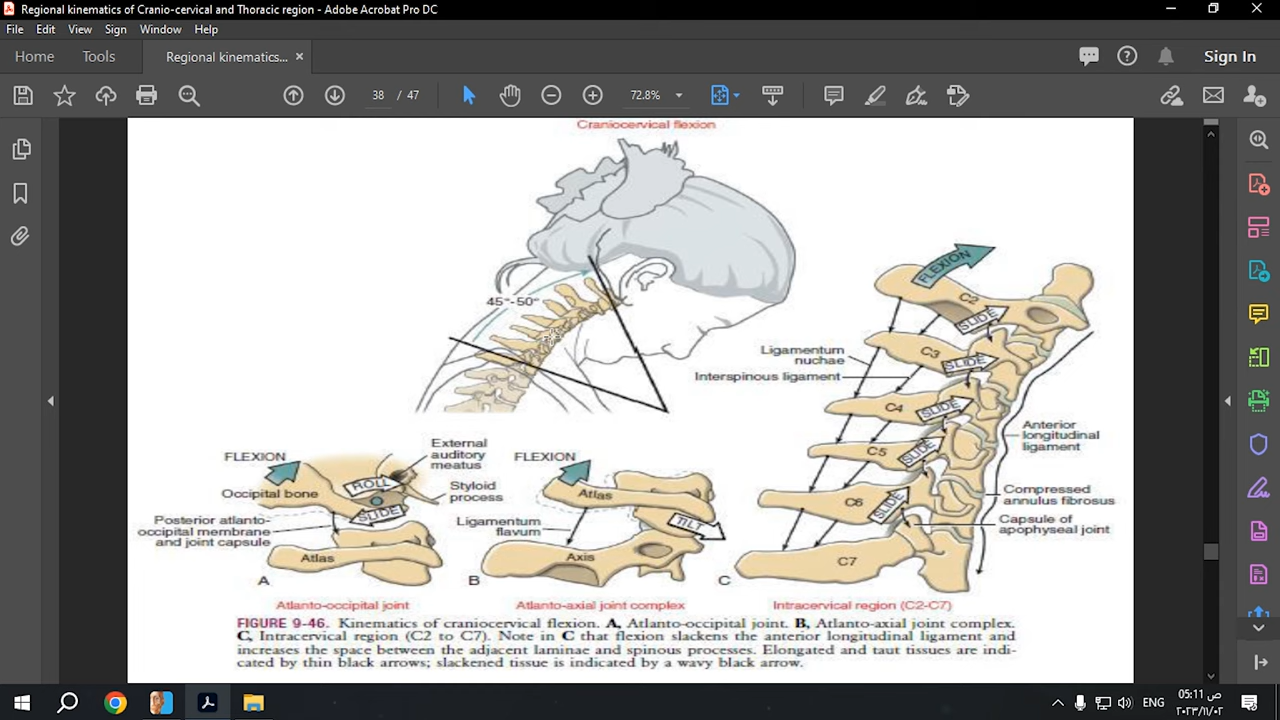 Regional kinematics of Cranio-cervical and Thoracic region - Adobe Acrobat Pro DC
File Edit View Sign Window Help
Home Tools Regional kinematics... × Sign In
38 / 47 72.8%
Craniocervical flexion
45°-50°
FLEXION
C2
SLIDE
C3
SLIDE
C4
SLIDE
C5
SLIDE
C6
SLIDE
C7
Ligamentum
nuchae
Interspinous ligament
Anterior
longitudinal
ligament
Compressed
annulus fibrosus
Capsule of
apophyseal joint
C
Intracervical region (C2-C7)
FLEXION
External
auditory
meatus
ROLL
Occipital bone
Styloid
process
SLIDE
Posterior atlanto-
occipital membrane
and joint capsule
Atlas
A
Atlanto-occipital joint
FLEXION
Atlas
Ligamentum
flavum
TILT
Axis
B
Atlanto-axial joint complex
FIGURE 9-46. Kinematics of craniocervical flexion. A, Atlanto-occipital joint. B, Atlanto-axial joint complex.
C, Intracervical region (C2 to C7). Note in C that flexion slackens the anterior longitudinal ligament and
increases the space between the adjacent laminae and spinous processes. Elongated and taut tissues are indi-
cated by thin black arrows; slackened tissue is indicated by a wavy black arrow.
ENG
05:11 ص
٢٠٢٣/١١/٠٢